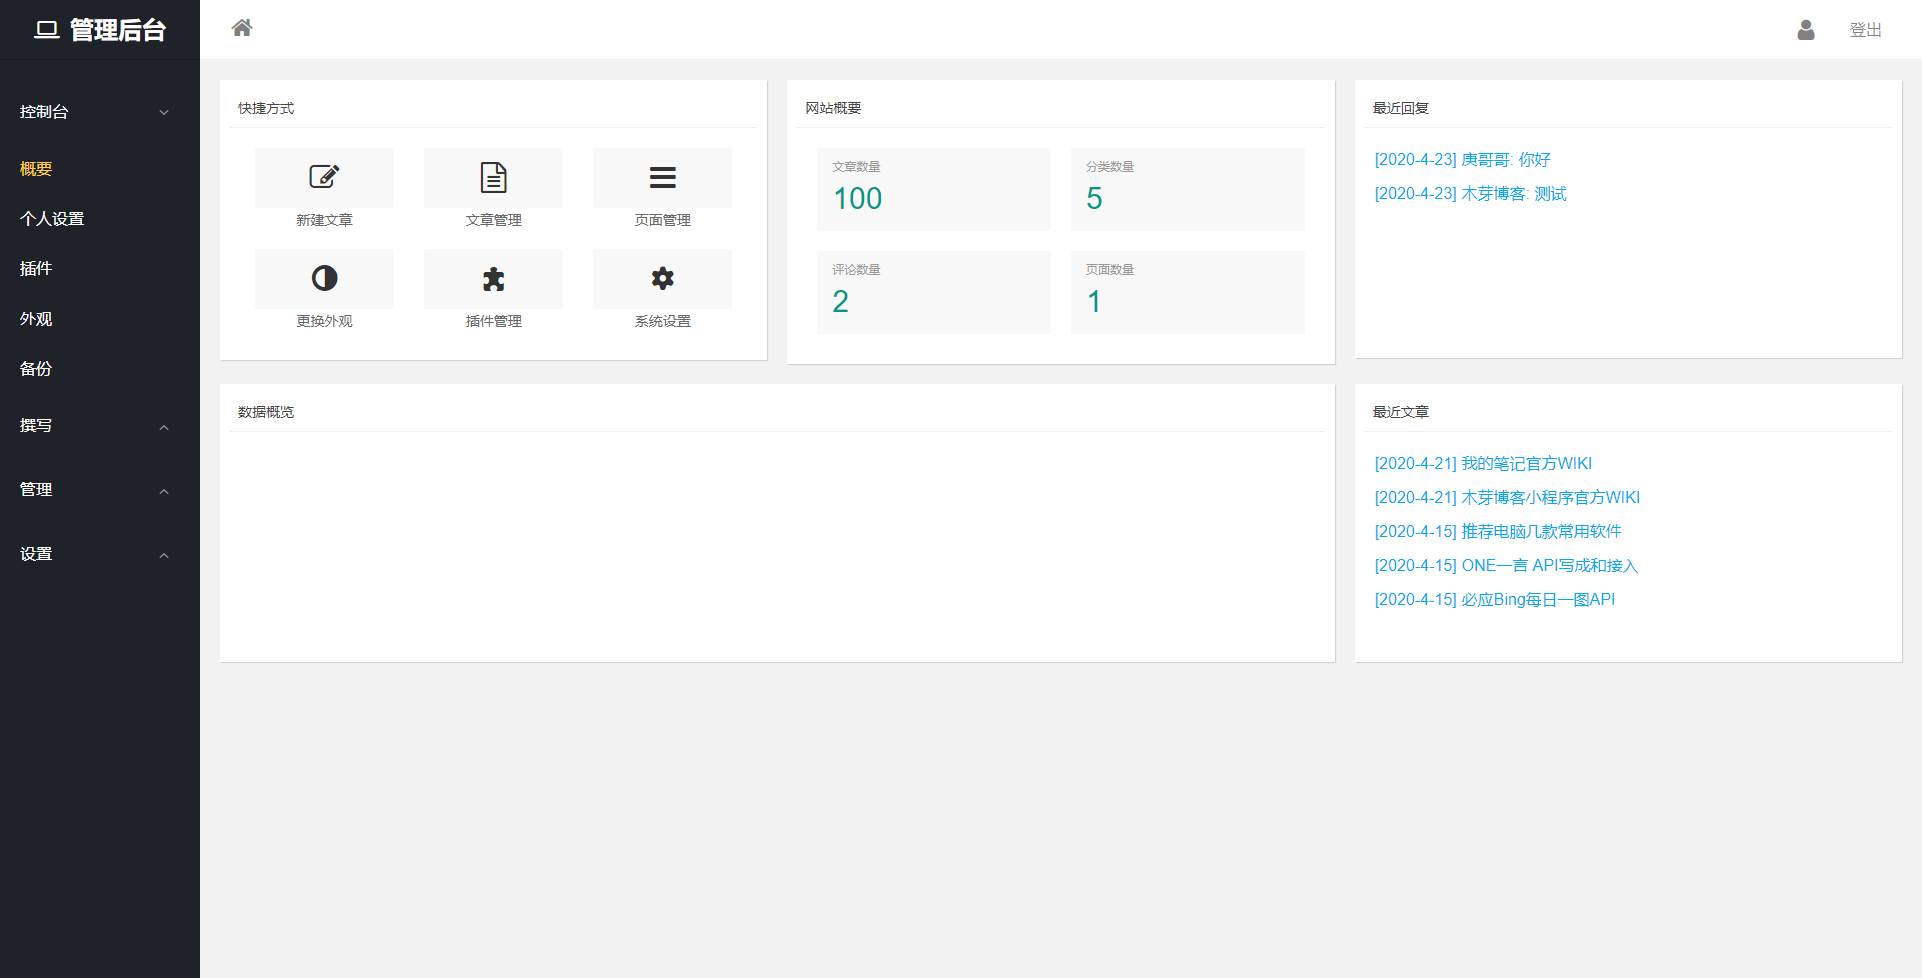 管理后台
登出
控制台
概要
个人设置
插件
外观
备份
撰写
管理
设置
快捷方式
新建文章
文章管理
页面管理
更换外观
插件管理
系统设置
网站概要
文章数量
100
分类数量
5
评论数量
2
页面数量
1
最近回复
[2020-4-23] 庚哥哥: 你好
[2020-4-23] 木芽博客: 测试
数据概览
最近文章
[2020-4-21] 我的笔记官方WIKI
[2020-4-21] 木芽博客小程序官方WIKI
[2020-4-15] 推荐电脑几款常用软件
[2020-4-15] ONE一言 API写成和接入
[2020-4-15] 必应Bing每日一图API